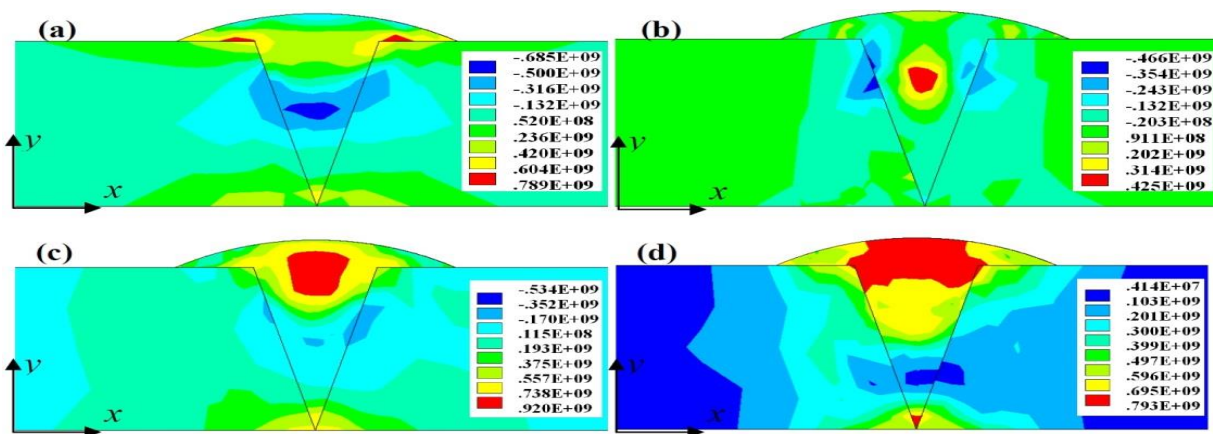 (a)
-.685E+09
-.500E+09
-.316E+09
-.132E+09
.520E+08
.236E+09
.420E+09
.604E+09
.789E+09
y
x
(b)
-.466E+09
-.354E+09
-.243E+09
-.132E+09
-.203E+08
.911E+08
.202E+09
.314E+09
.425E+09
y
x
(c)
-.534E+09
-.352E+09
-.170E+09
.115E+08
.193E+09
.375E+09
.557E+09
.738E+09
.920E+09
y
x
(d)
.414E+07
.103E+09
.201E+09
.300E+09
.399E+09
.497E+09
.596E+09
.695E+09
.793E+09
y
x